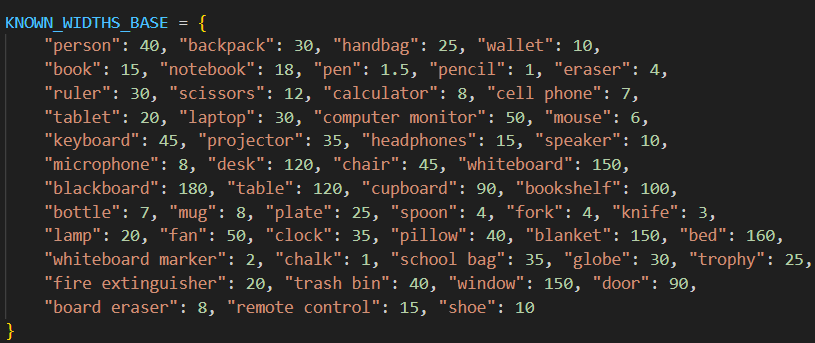 KNOWN_WIDTHS_BASE = {
"person": 40, "backpack": 30, "handbag": 25, "wallet": 10,
"book": 15, "notebook": 18, "pen": 1.5, "pencil": 1, "eraser": 4,
"ruler": 30, "scissors": 12, "calculator": 8, "cell phone": 7,
"tablet": 20, "laptop": 30, "computer monitor": 50, "mouse": 6,
"keyboard": 45, "projector": 35, "headphones": 15, "speaker": 10,
"microphone": 8, "desk": 120, "chair": 45, "whiteboard": 150,
"blackboard": 180, "table": 120, "cupboard": 90, "bookshelf": 100,
"bottle": 7, "mug": 8, "plate": 25, "spoon": 4, "fork": 4, "knife": 3,
"lamp": 20, "fan": 50, "clock": 35, "pillow": 40, "blanket": 150, "bed": 160,
"whiteboard marker": 2, "chalk": 1, "school bag": 35, "globe": 30, "trophy": 25,
"fire extinguisher": 20, "trash bin": 40, "window": 150, "door": 90,
"board eraser": 8, "remote control": 15, "shoe": 10
}